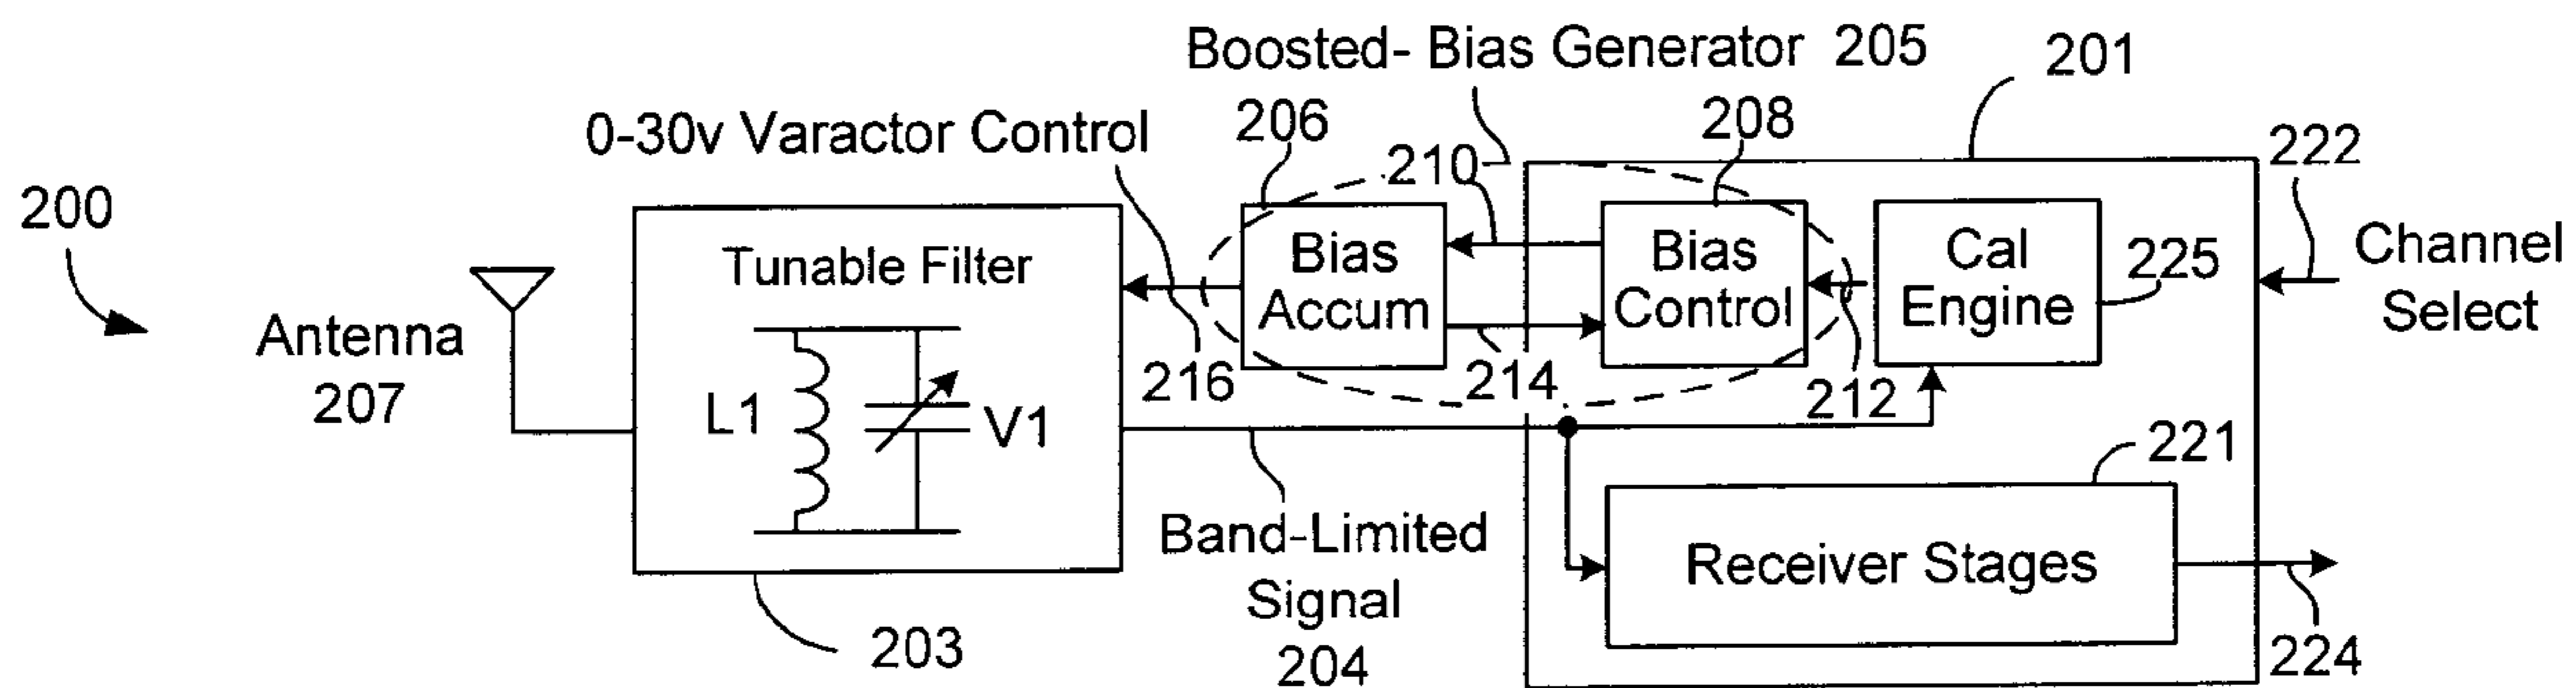 Boosted- Bias Generator 205
201
0-30v Varactor Control
206
208
210
222
200
Tunable Filter
Bias
Accum
Bias
Control
Cal
Engine
225
Channel
Select
Antenna
207
L1
V1
216
214
212
221
Band-Limited
Signal
204
Receiver Stages
203
224